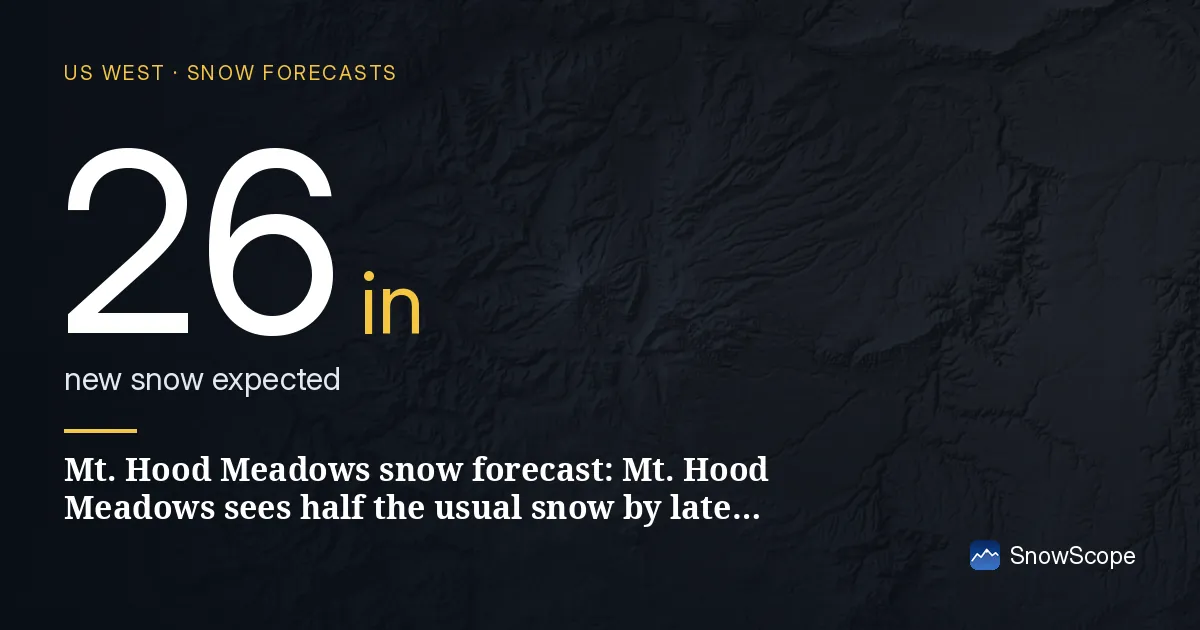 US WEST · SNOW FORECASTS
26 in
new snow expected
Mt. Hood Meadows snow forecast: Mt. Hood
Meadows sees half the usual snow by late...
SnowScope